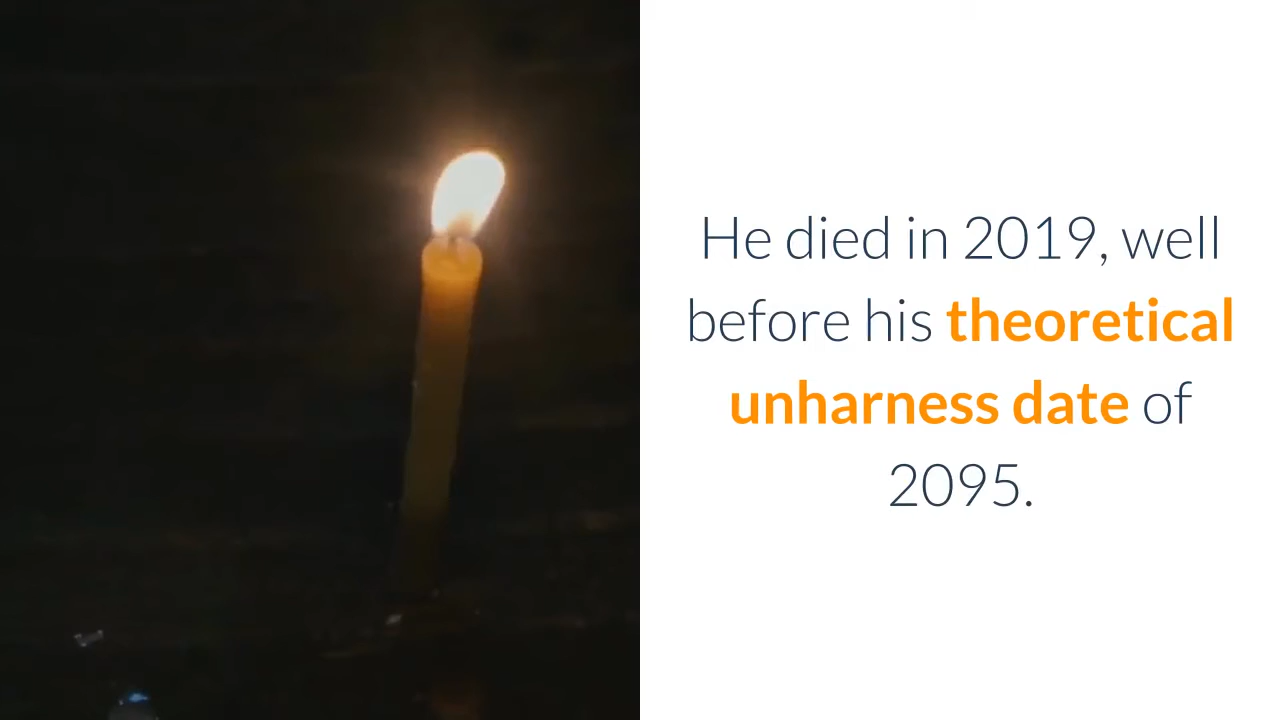 He died in 2019, well
before his theoretical
unharness date of
2095.